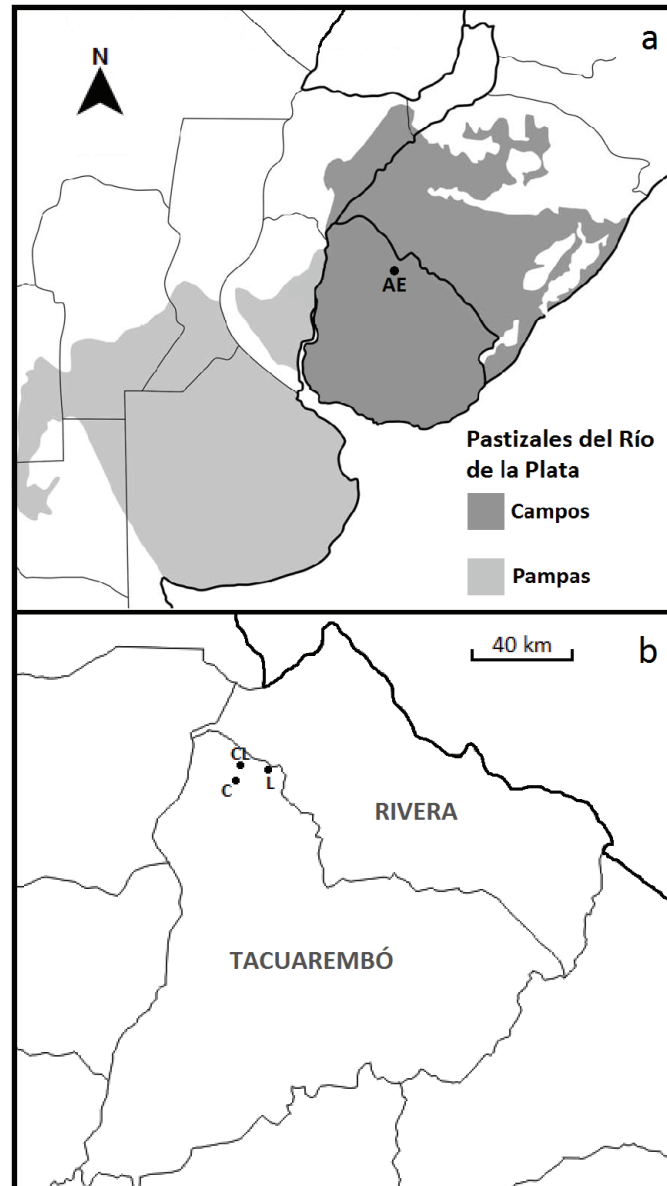 a
N
AE
Pastizales del Río
de la Plata
Campos
Pampas
b
40 km
CL
C
L
RIVERA
TACUAREMBÓ